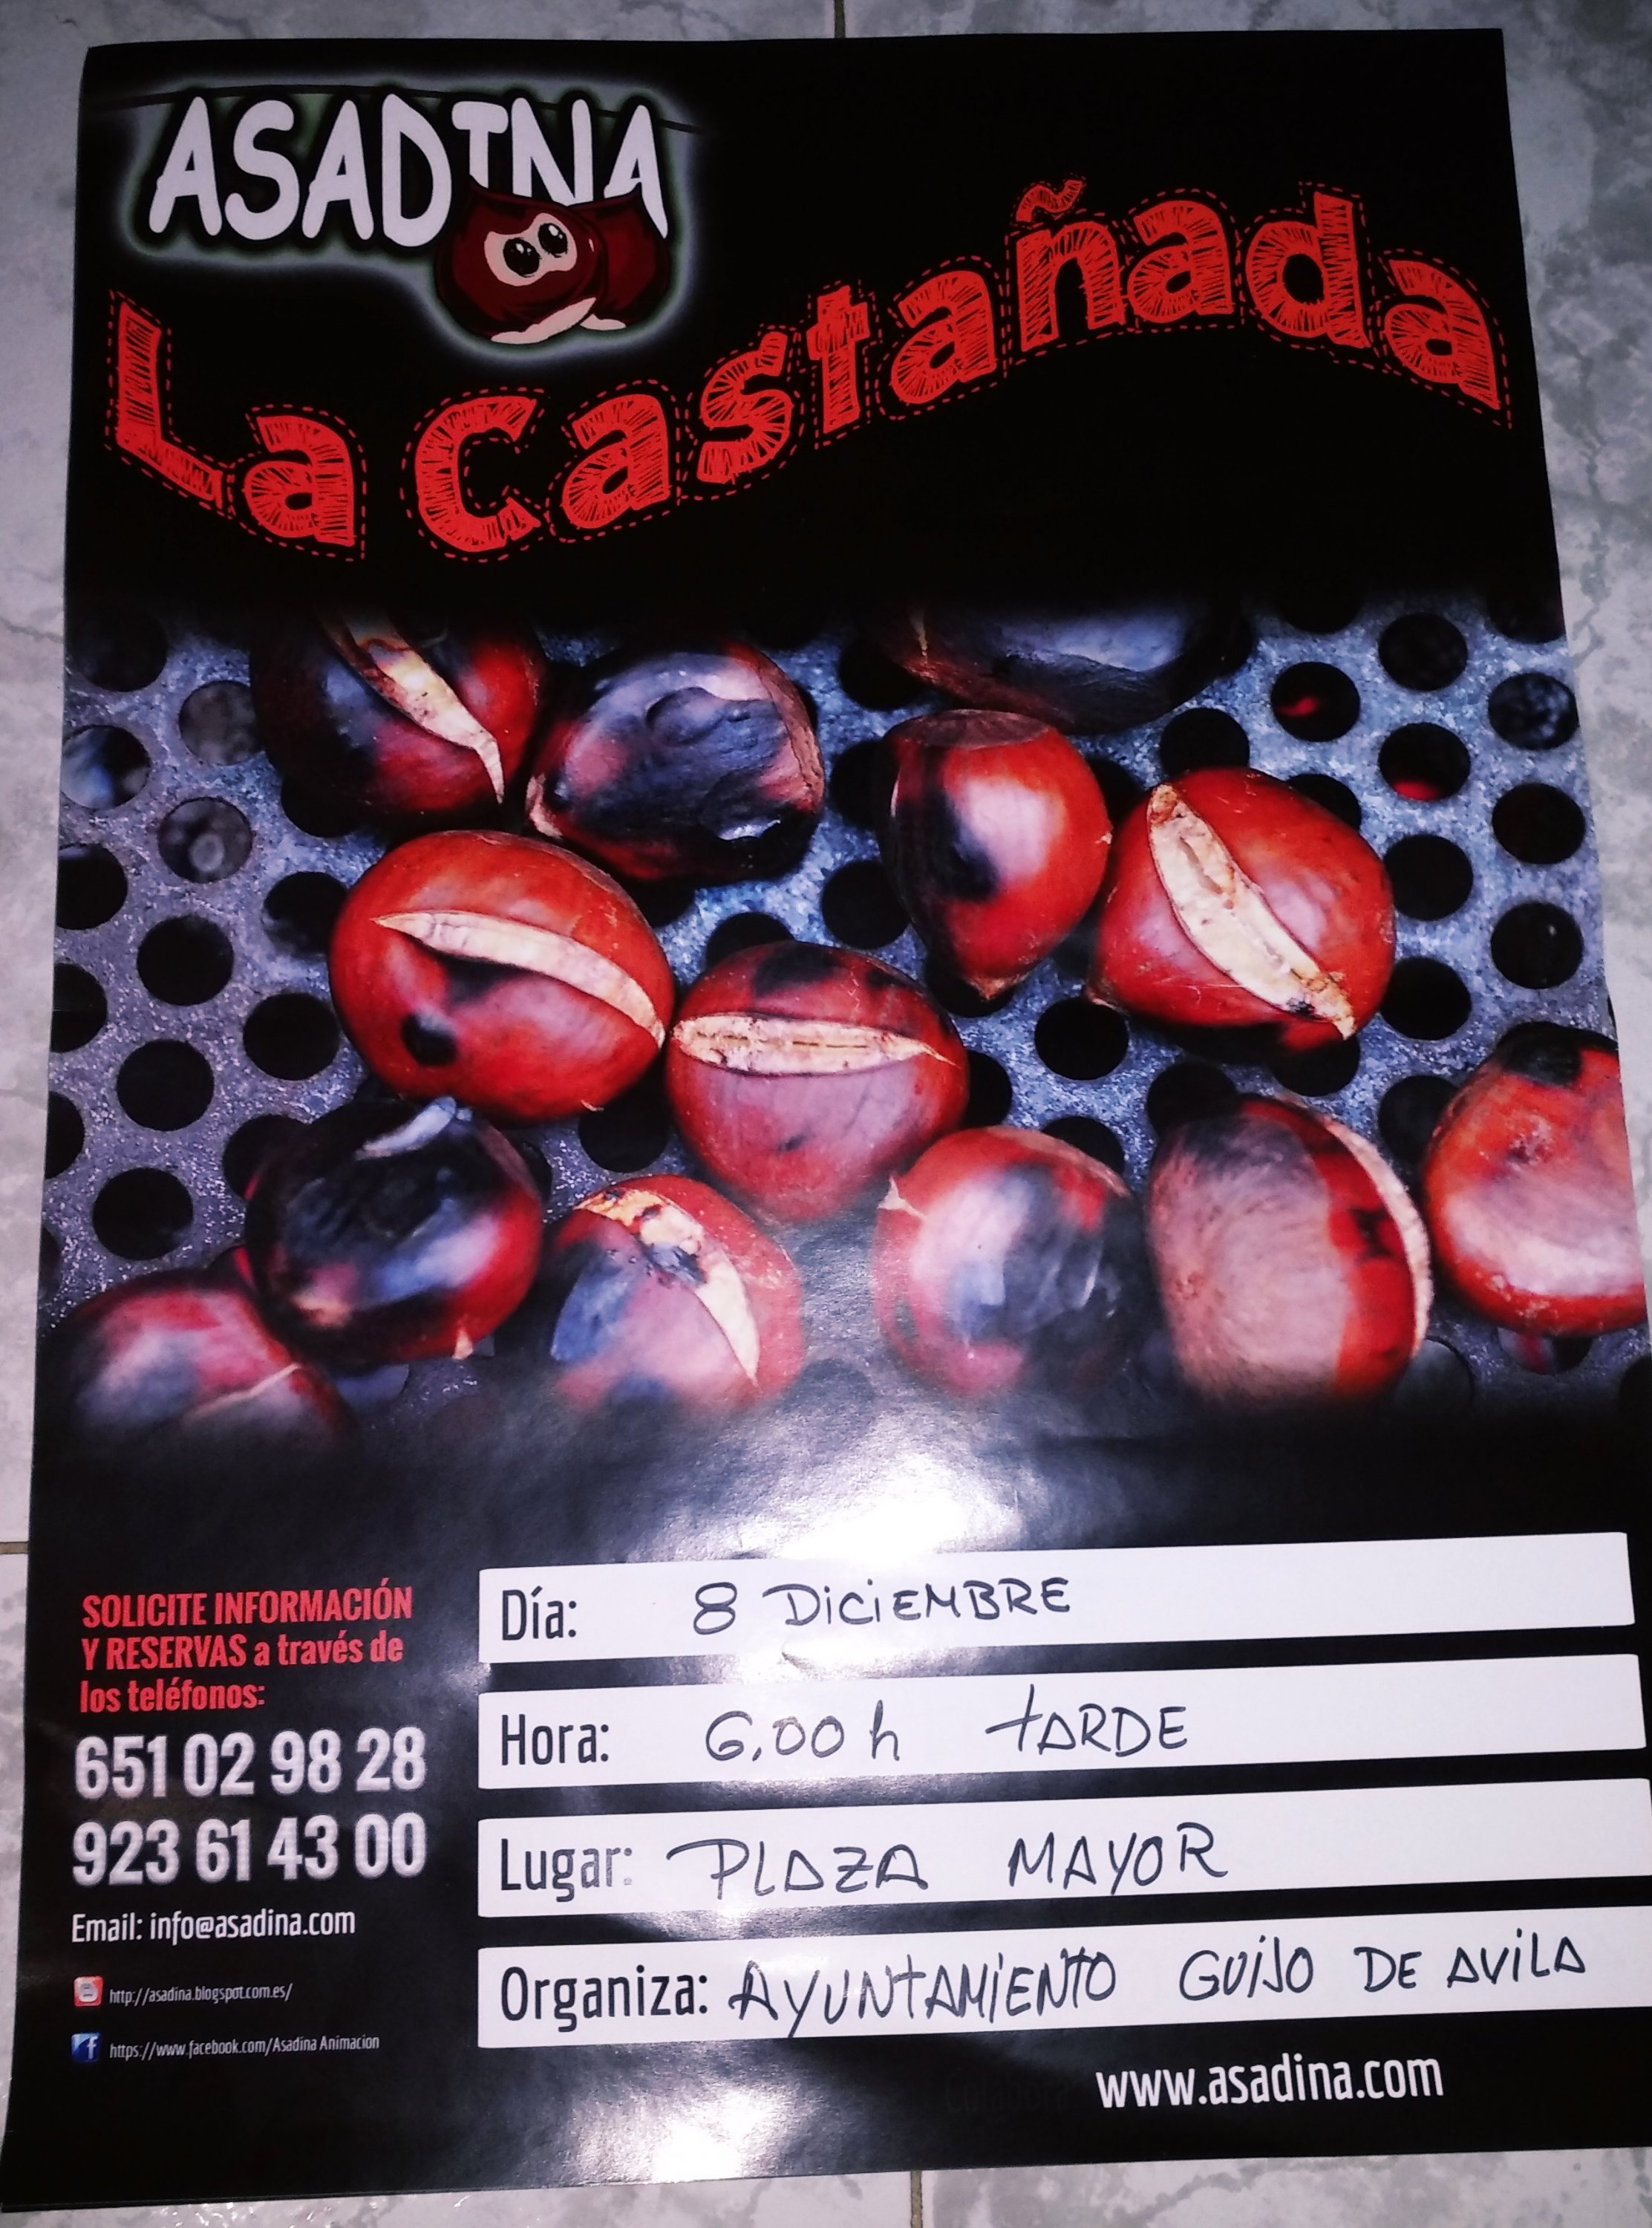 ASADINA
La Castañada
SOLICITE INFORMACIÓN
Y RESERVAS a través de
los teléfonos:
651 02 98 28
923 61 43 00
Email: info@asadina.com
http://asadina.blogspot.com.es/
https://www.facebook.com/Asadina Animacion
Día: 8 DiCiEMBRE
Hora: 6,00 h tARDE
Lugar: PLAZA MAYOR
Organiza: AYUNtAMiENtO GUiJO DE AViLA
www.asadina.com